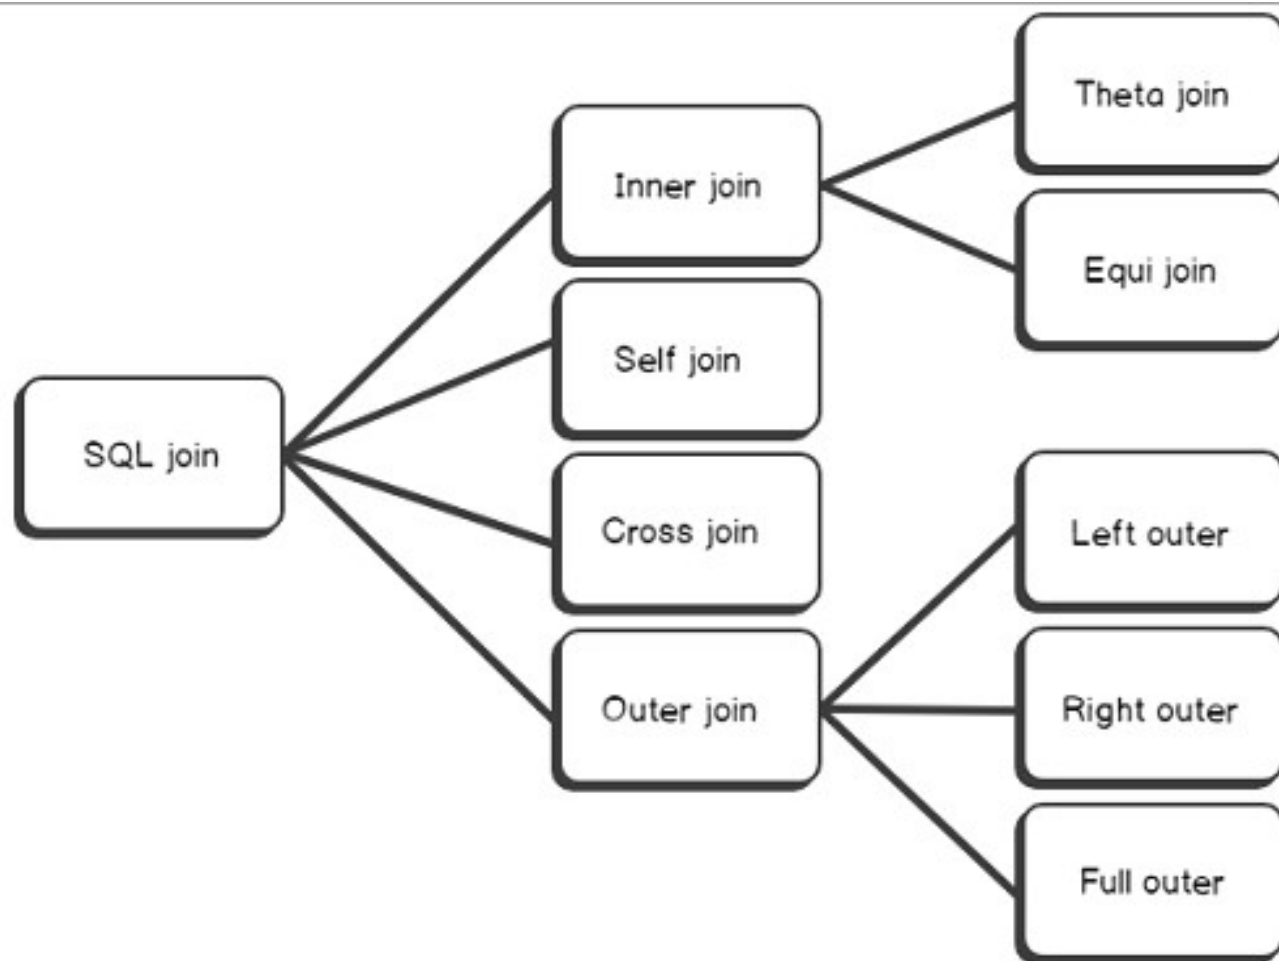 SQL join
Inner join
Self join
Cross join
Outer join
Theta join
Equi join
Left outer
Right outer
Full outer